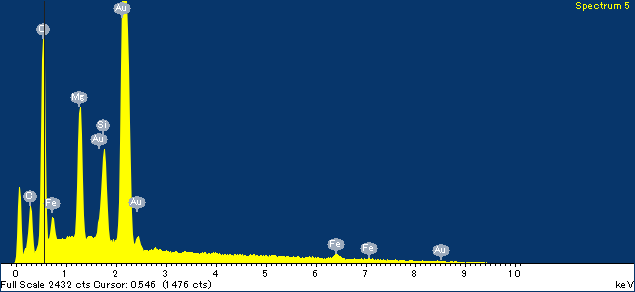 Spectrum 5
Au
O
Mg
Si
Au
Fe
Au
Fe
Fe
Au
0 1 2 3 4 5 6 7 8 9 10
Full Scale 2432 cts Cursor: 0.546 (1476 cts) keV